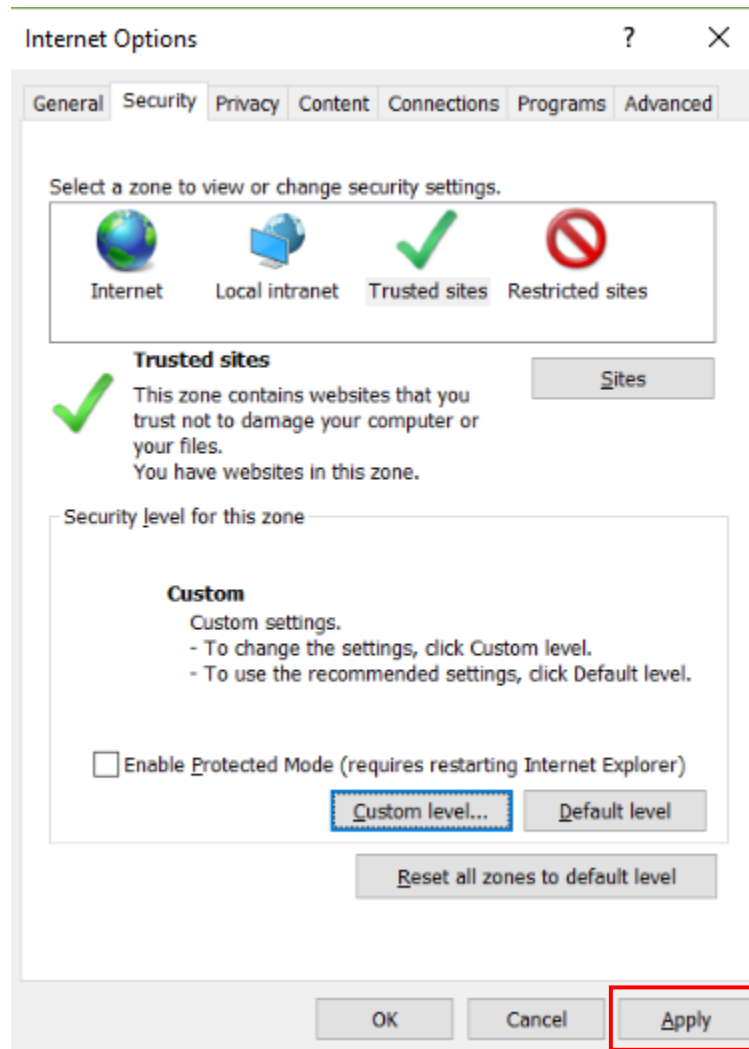 Internet Options
?
General Security Privacy Content Connections Programs Advanced
Select a zone to view or change security settings.
Internet Local intranet Trusted sites Restricted sites
Trusted sites
Sites
This zone contains websites that you
trust not to damage your computer or
your files.
You have websites in this zone.
Security level for this zone
Custom
Custom settings.
- To change the settings, click Custom level.
- To use the recommended settings, click Default level.
Enable Protected Mode (requires restarting Internet Explorer)
Custom level... Default level
Reset all zones to default level
OK Cancel Apply